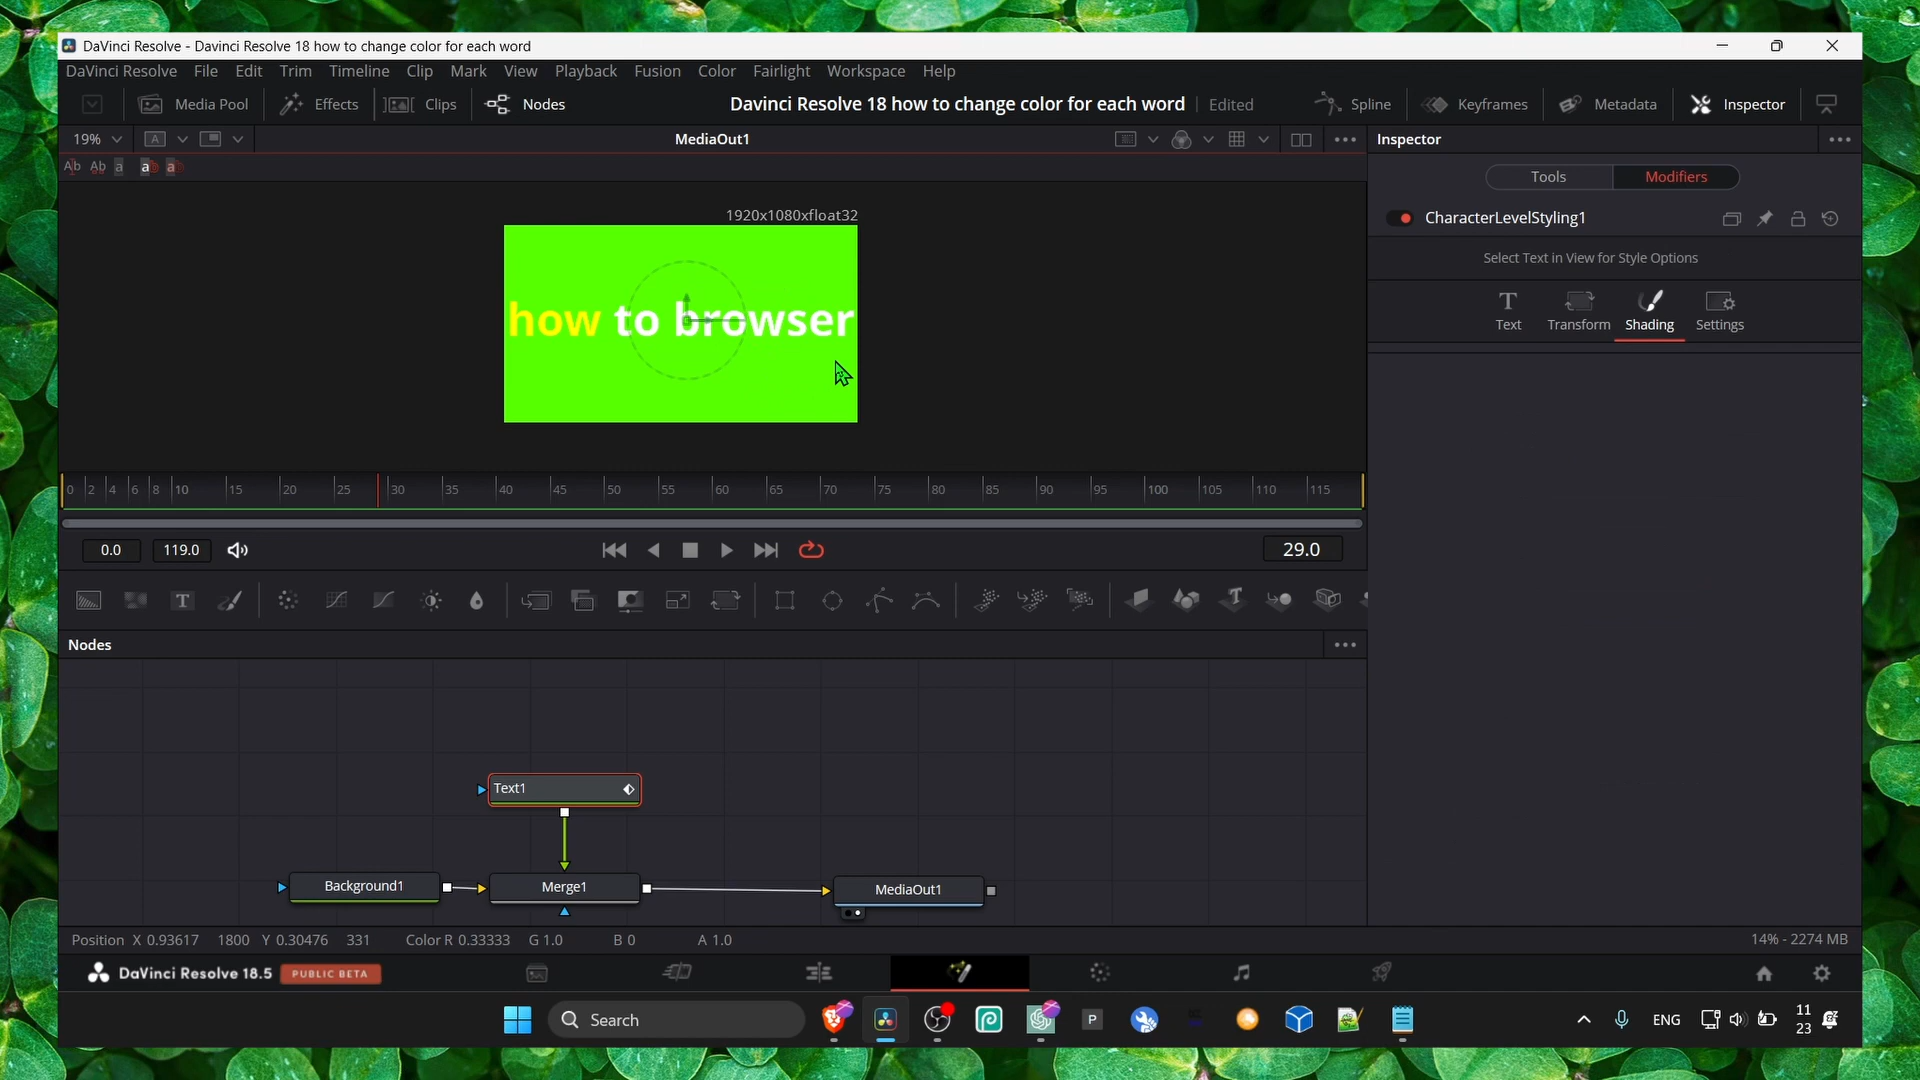 DaVinci Resolve - Davinci Resolve 18 how to change color for each word
DaVinci Resolve File Edit Trim Timeline Clip Mark View Playback Fusion Color Fairlight Workspace Help
Media Pool Effects Clips Nodes Davinci Resolve 18 how to change color for each word Edited Spline Keyframes Metadata Inspector
19% A MediaOut1 Inspector
Ab Ab a a a
Tools Modifiers
1920x1080xfloat32
CharacterLevelStyling1
Select Text in View for Style Options
how to browser
Text Transform Shading Settings
0 2 4 6 8 10 15 20 25 30 35 40 45 50 55 60 65 70 75 80 85 90 95 100 105 110 115
0.0 119.0 29.0
T
Nodes
Text1
Background1 Merge1 MediaOut1
Position X 0.93617 1800 Y 0.30476 331 Color R 0.33333 G 1.0 B 0 A 1.0 14% - 2274 MB
DaVinci Resolve 18.5 PUBLIC BETA
Search P ENG 11
23